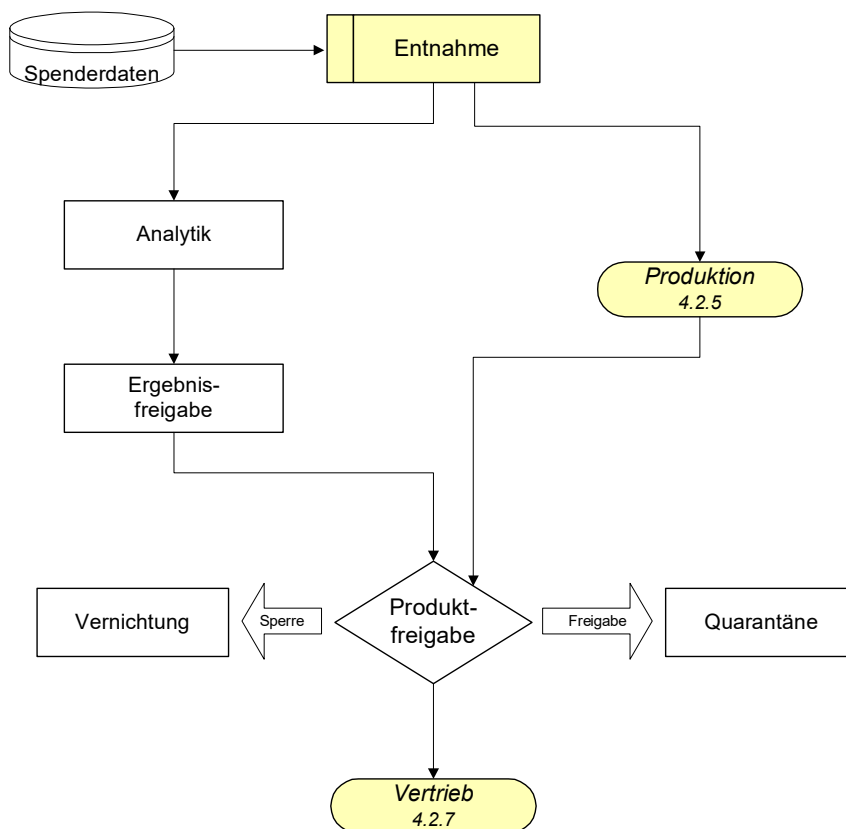 Spenderdaten
Entnahme
Analytik
Produktion
4.2.5
Ergebnis-
freigabe
Vernichtung
Sperre
Produkt-
freigabe
Freigabe
Quarantäne
Vertrieb
4.2.7